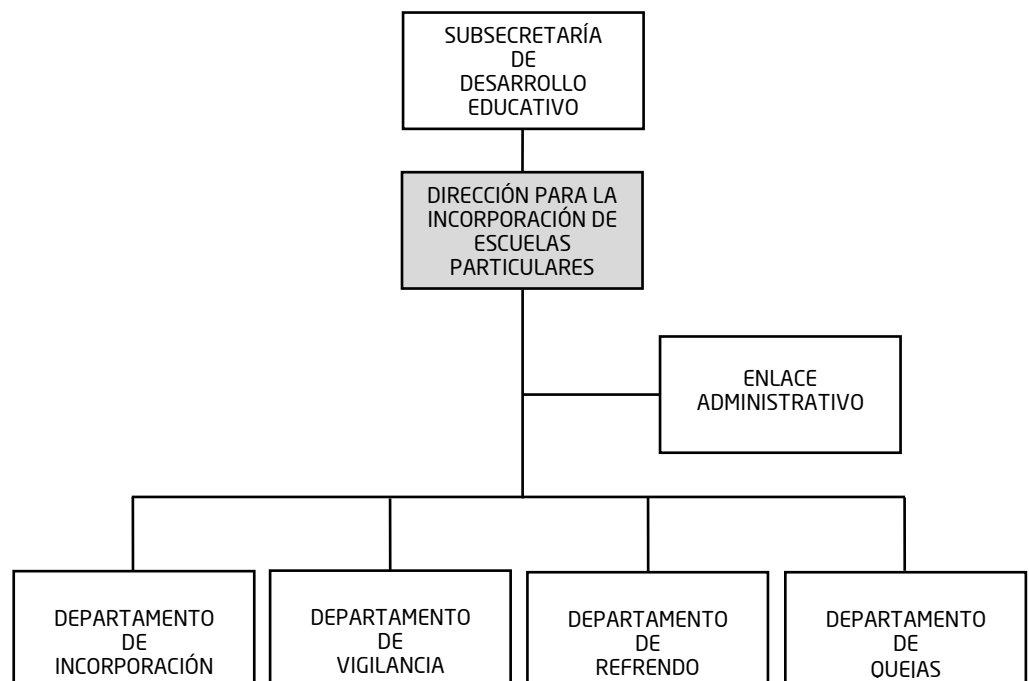 SUBSECRETARÍA
DE
DESARROLLO
EDUCATIVO
DIRECCIÓN PARA LA
INCORPORACIÓN DE
ESCUELAS
PARTICULARES
ENLACE
ADMINISTRATIVO
DEPARTAMENTO
DE
INCORPORACIÓN
DEPARTAMENTO
DE
VIGILANCIA
DEPARTAMENTO
DE
REFRENDO
DEPARTAMENTO
DE
QUEJAS